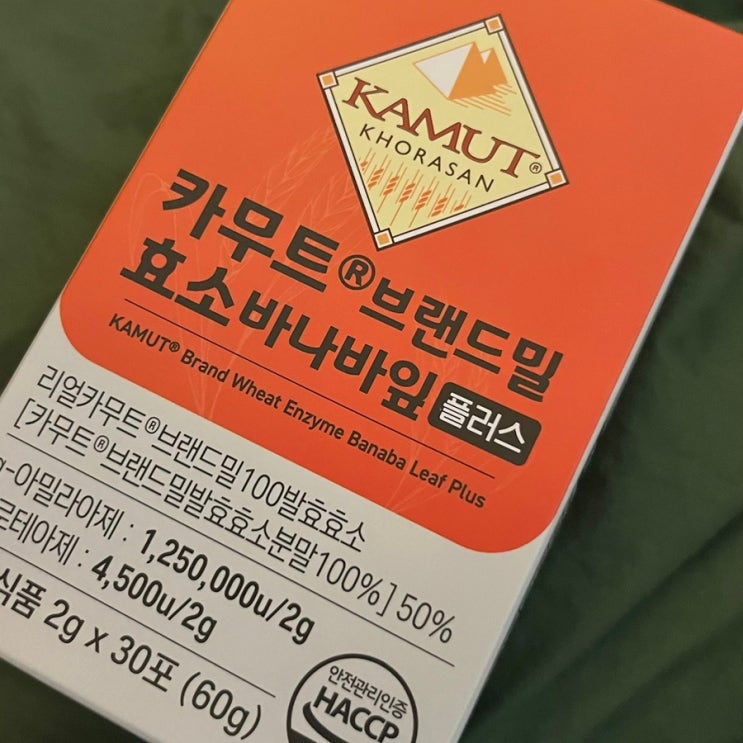 KAMUT®
KHORASAN
카무트®브랜드밀
효소바나바잎 플러스
KAMUT® Brand Wheat Enzyme Banaba Leaf Plus
리얼카무트®브랜드밀100발효효소
[카무트®브랜드밀발효효소분말100%] 50%
-아밀라아제 : 1,250,000u/2g
로테아제 : 4,500u/2g
식품 2g x 30포 (60g)
안전관리인증
HACCP